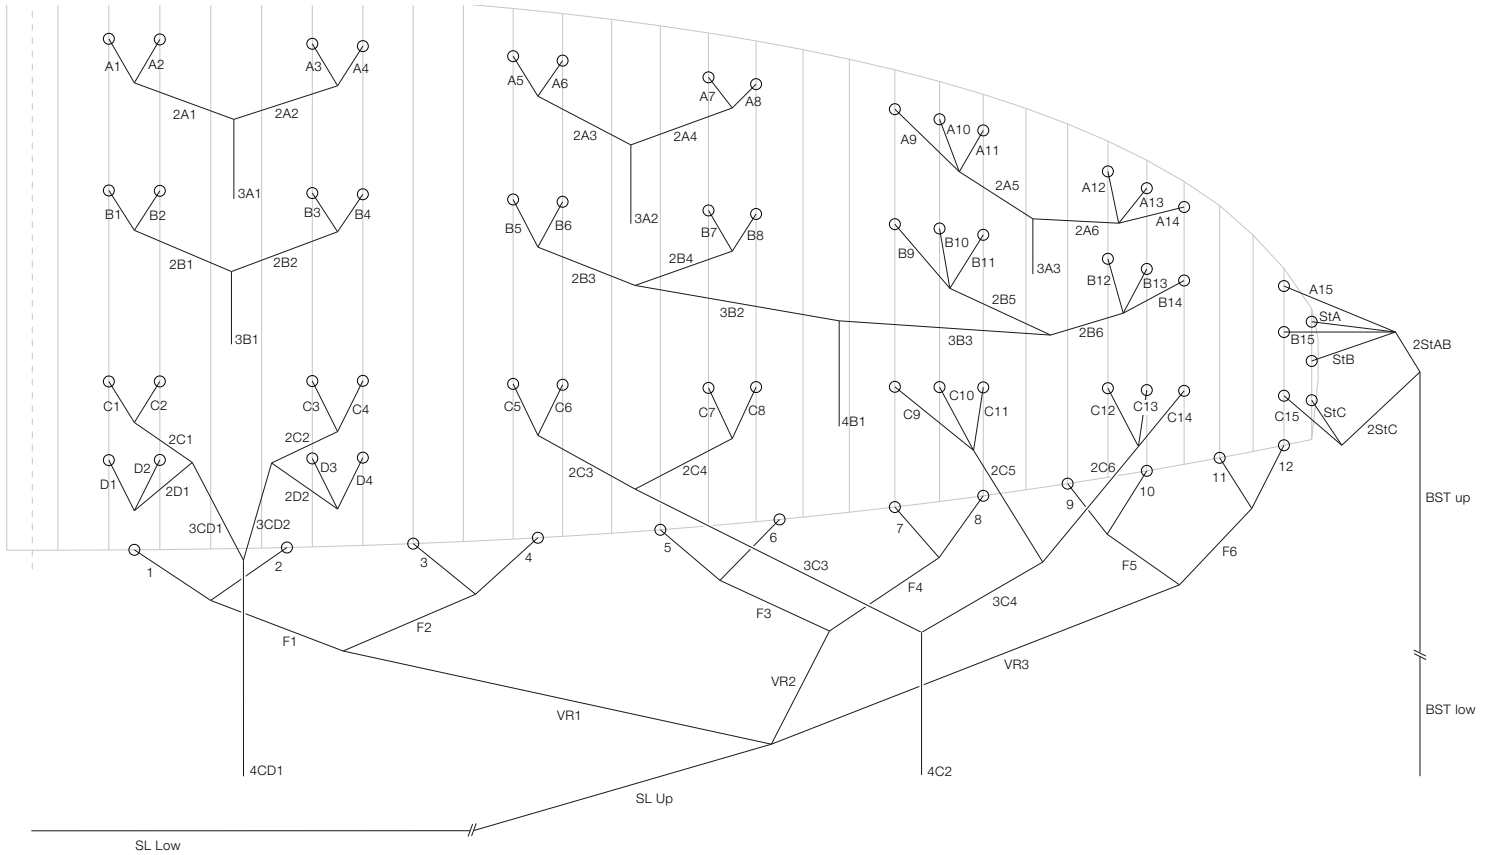 A1 A2 A3 A4
2A1 2A2
3A1
A5 A6 A7 A8
2A3 2A4
3A2
A9 A10 A11
2A5
A12 A13 A14
2A6
3A3
B1 B2 B3 B4
2B1 2B2
3B1
B5 B6 B7 B8
2B3 2B4
3B2
B9 B10 B11
2B5
B12 B13 B14
2B6
3B3
4B1
A15
StA
B15
StB
2StAB
C15 StC
2StC
C1 C2 C3 C4
2C1 2C2
D1 D2 D3 D4
2D1 2D2
3CD1 3CD2
C5 C6 C7 C8
2C3 2C4
C9 C10 C11
2C5
C12 C13 C14
2C6
1 2 3 4 5 6 7 8 9 10 11 12
3C3
3C4
F1 F2 F3 F4 F5 F6
VR1 VR2 VR3
4CD1
4C2
BST up
BST low
SL Up
SL Low